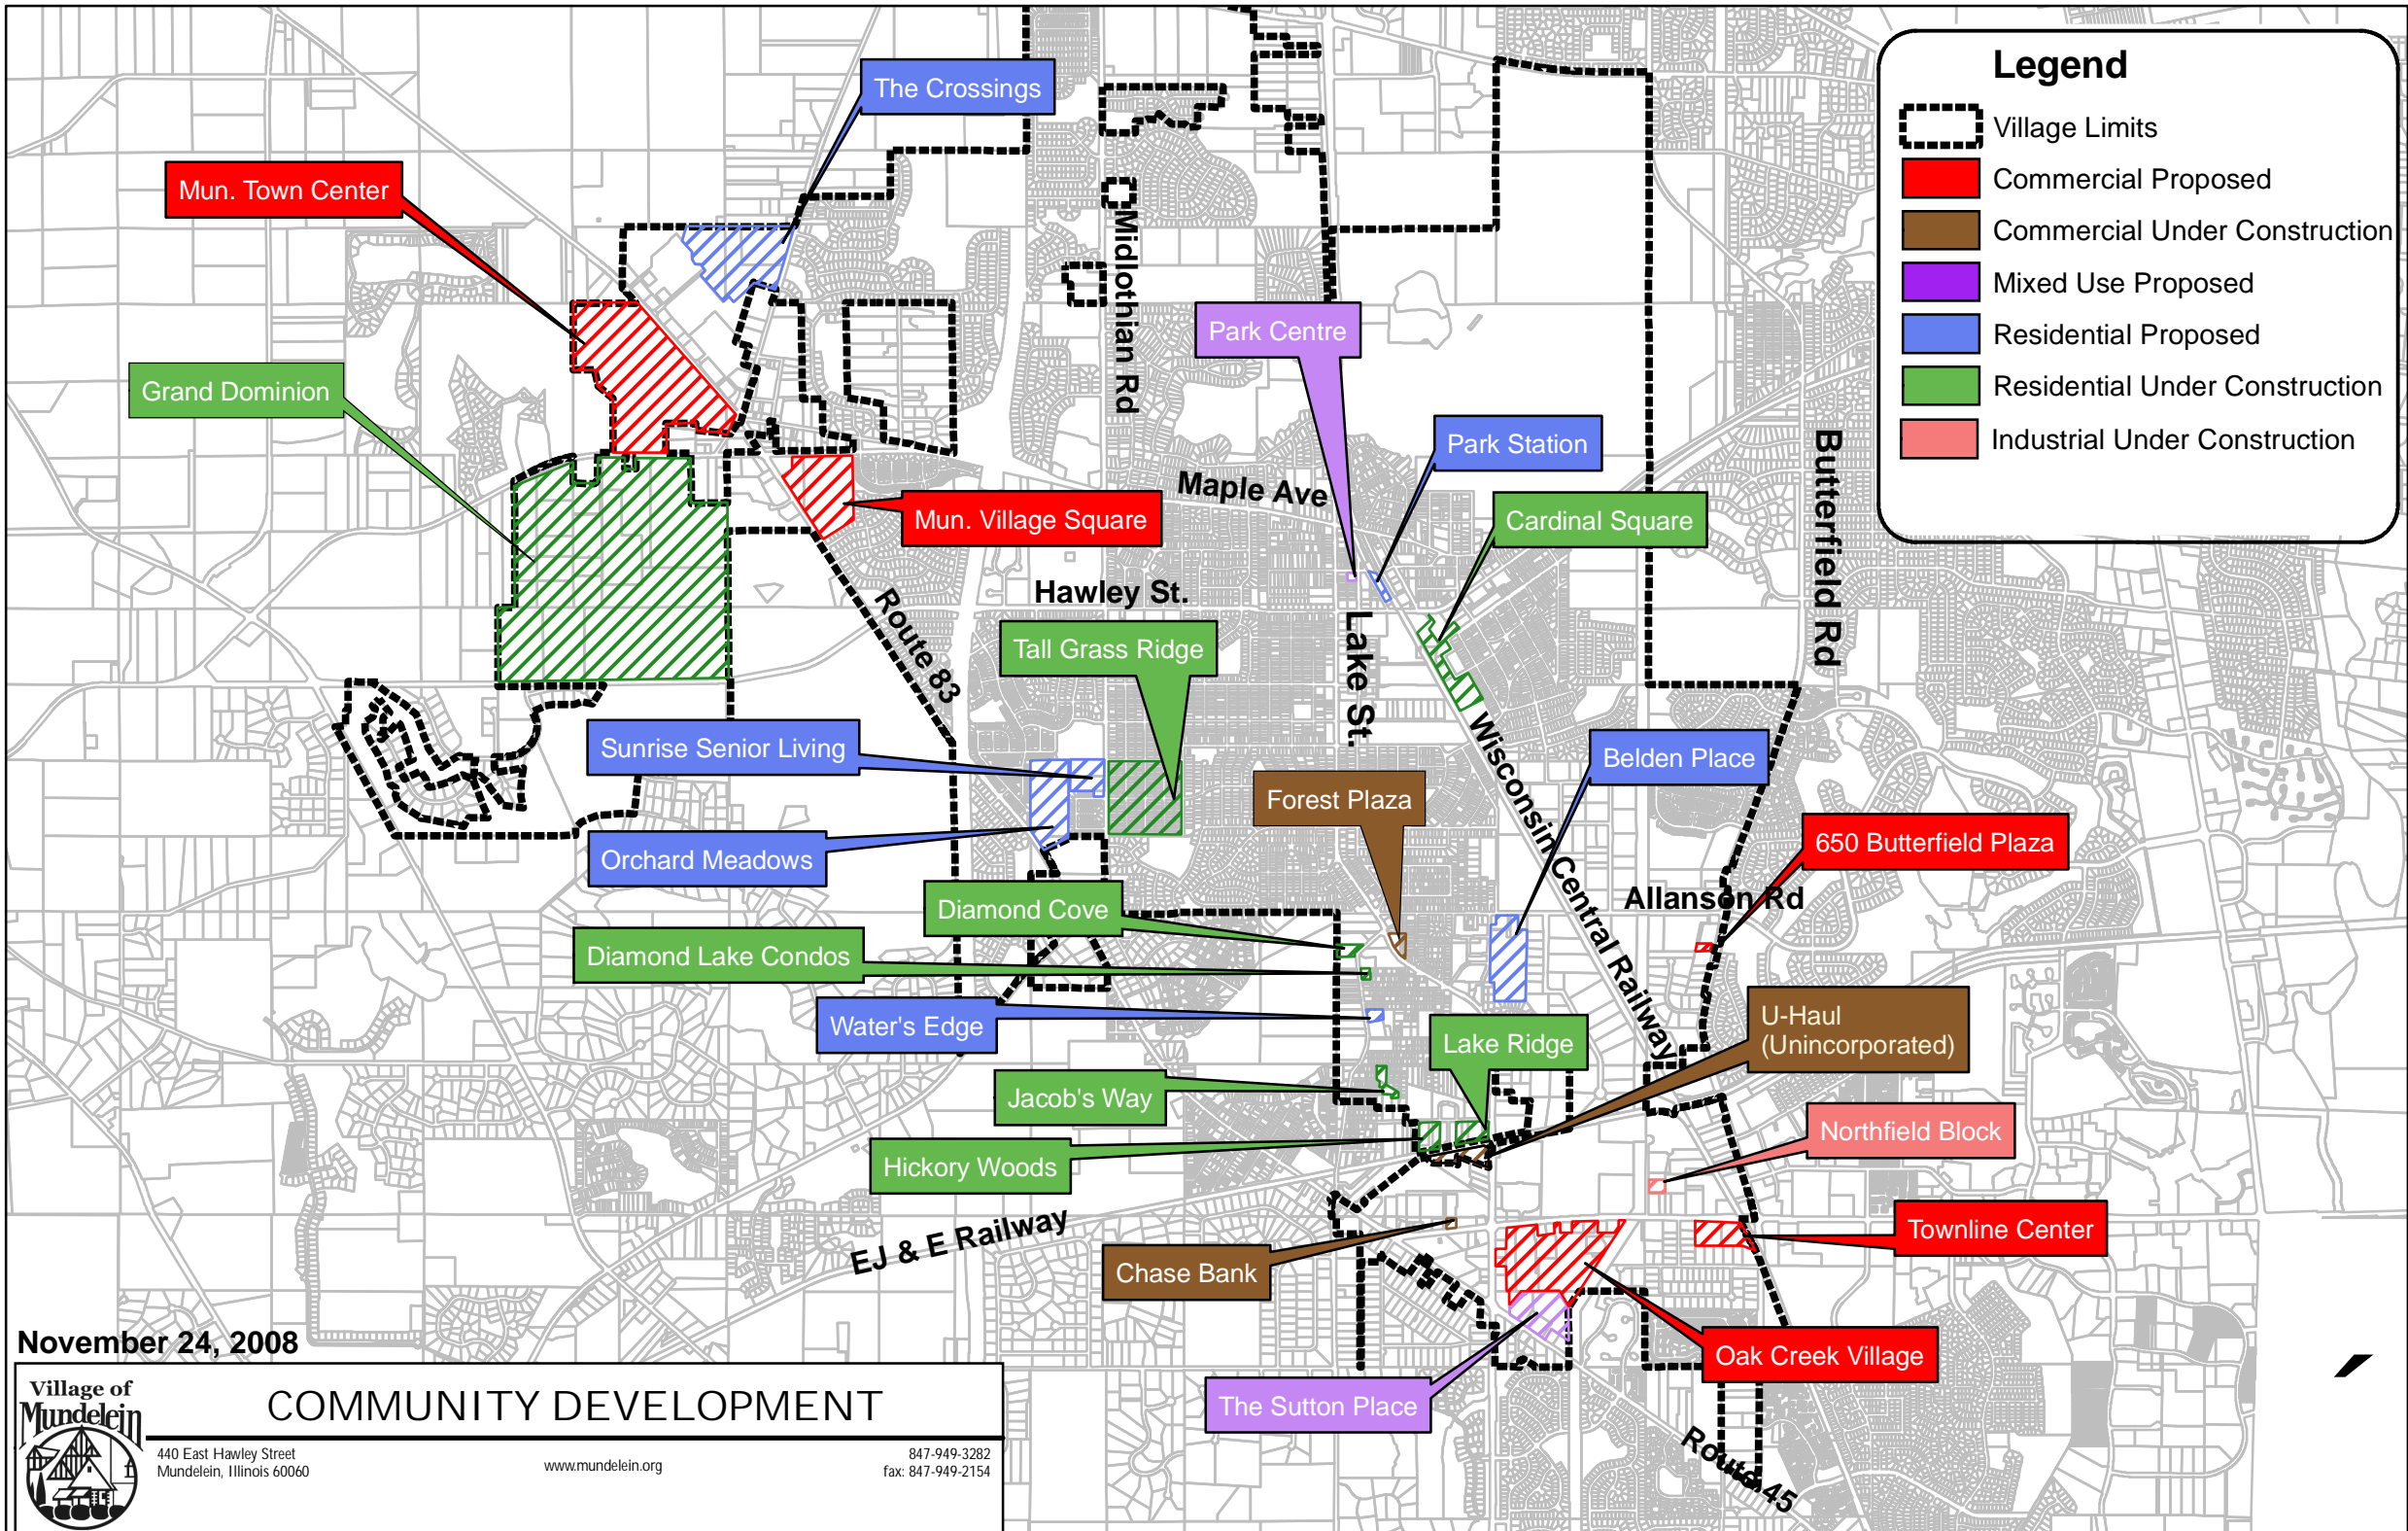 The Crossings
Mun. Town Center
Midlothian Rd
Park Centre
Grand Dominion
Park Station
Maple Ave
Mun. Village Square
Cardinal Square
Butterfield Rd
Hawley St.
Route 83
Tall Grass Ridge
Lake St.
Sunrise Senior Living
Wisconsin Central Railway
Belden Place
Forest Plaza
Orchard Meadows
650 Butterfield Plaza
Allanson Rd
Diamond Cove
Diamond Lake Condos
Water's Edge
U-Haul
(Unincorporated)
Lake Ridge
Jacob's Way
Northfield Block
Hickory Woods
EJ & E Railway
Townline Center
Chase Bank
Oak Creek Village
The Sutton Place
Route 45
Legend
Village Limits
Commercial Proposed
Commercial Under Construction
Mixed Use Proposed
Residential Proposed
Residential Under Construction
Industrial Under Construction
November 24, 2008
Village of
Mundelein
COMMUNITY DEVELOPMENT
440 East Hawley Street
Mundelein, Illinois 60060
www.mundelein.org
847-949-3282
fax: 847-949-2154